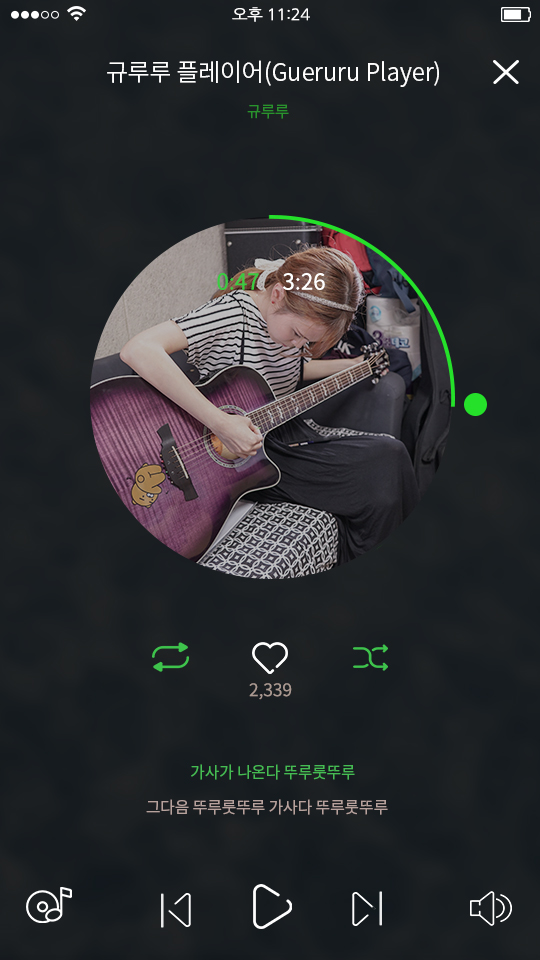 오후 11:24
규루루 플레이어(Gueruru Player)
규루루
0:47 3:26
2,339
가사가 나온다 뚜루룻뚜루
그다음 뚜루룻뚜루 가사다 뚜루룻뚜루